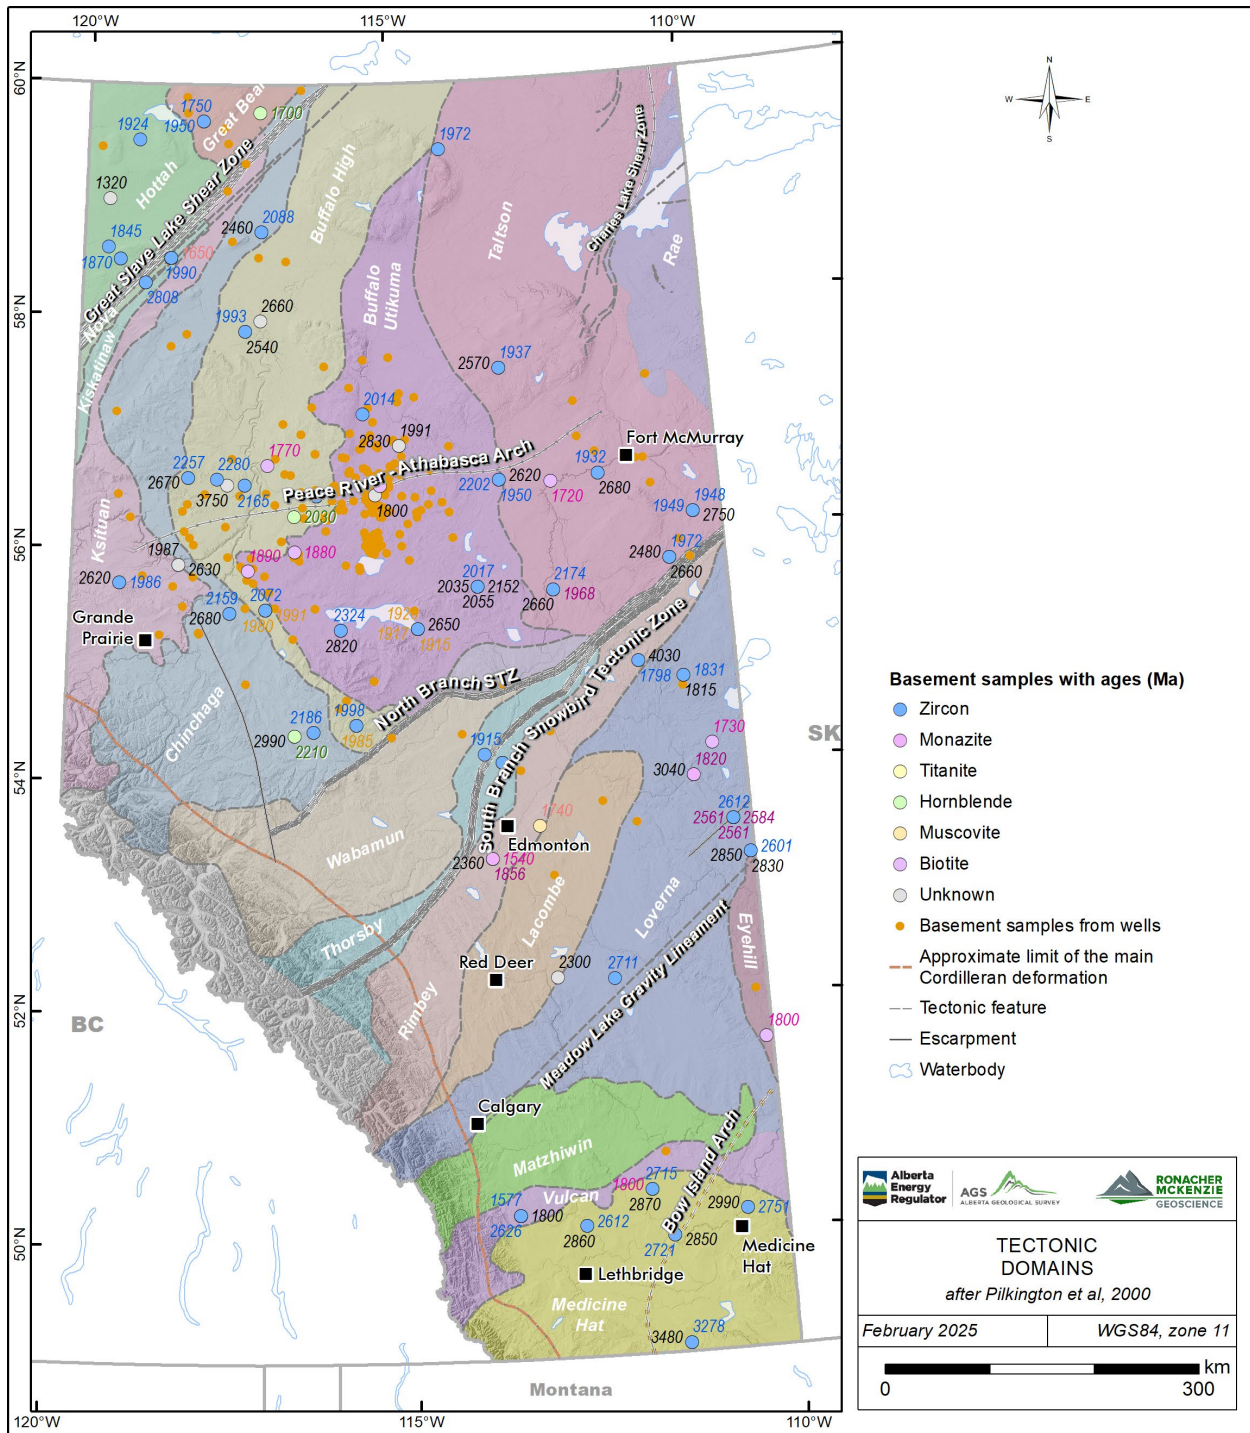 120°W
115°W
110°W
60°N
58°N
56°N
54°N
52°N
50°N
N
W
E
S
Great Bear
1750
1950
1700
1924
Hottah
1320
Great Slave Lake Shear Zone
1845
1870
1650
1990
2808
Nova
Kiskatinaw
2460
2088
Buffalo High
1972
Buffalo
Utikuma
Taltson
Charles Lake Shear Zone
Rae
2660
1993
2540
1937
2570
2014
1991
2830
1770
Peace River - Athabasca Arch
Fort McMurray
2257
2280
2670
3750
2165
2030
1800
2620
2202
1950
1932
1720
2680
1948
1949
2750
1972
2480
2660
Ksituan
1987
2630
1890
1880
2620
1986
2017
2035
2152
2055
2174
1968
2660
Grande
Prairie
2159
2680
2072
1991
1980
2324
2820
1924
1917
2650
1915
North Branch STZ
South Branch Snowbird Tectonic Zone
4030
1798
1831
1815
Chinchaga
2186
2990
2210
1998
1985
1915
1730
1820
3040
SK
2612
2561
2584
2561
2601
2850
2830
1740
Edmonton
2360
1540
1856
Wabamun
Thorsby
Lacombe
Loverna
Eyehill
Red Deer
2300
2711
Rimbey
Meadow Lake Gravity Lineament
1800
BC
Calgary
Matzhiwin
Bow Island Arch
Vulcan
2715
1800
2870
1577
1800
2626
2612
2860
2990
2751
2850
2721
Medicine
Hat
Lethbridge
Medicine
Hat
3480
3278
Montana
120°W
115°W
110°W
Basement samples with ages (Ma)
Zircon
Monazite
Titanite
Hornblende
Muscovite
Biotite
Unknown
Basement samples from wells
Approximate limit of the main
Cordilleran deformation
Tectonic feature
Escarpment
Waterbody
Alberta
Energy
Regulator
AGS
ALBERTA GEOLOGICAL SURVEY
RONACHER
MCKENZIE
GEOSCIENCE
TECTONIC
DOMAINS
after Pilkington et al, 2000
February 2025
WGS84, zone 11
km
0
300